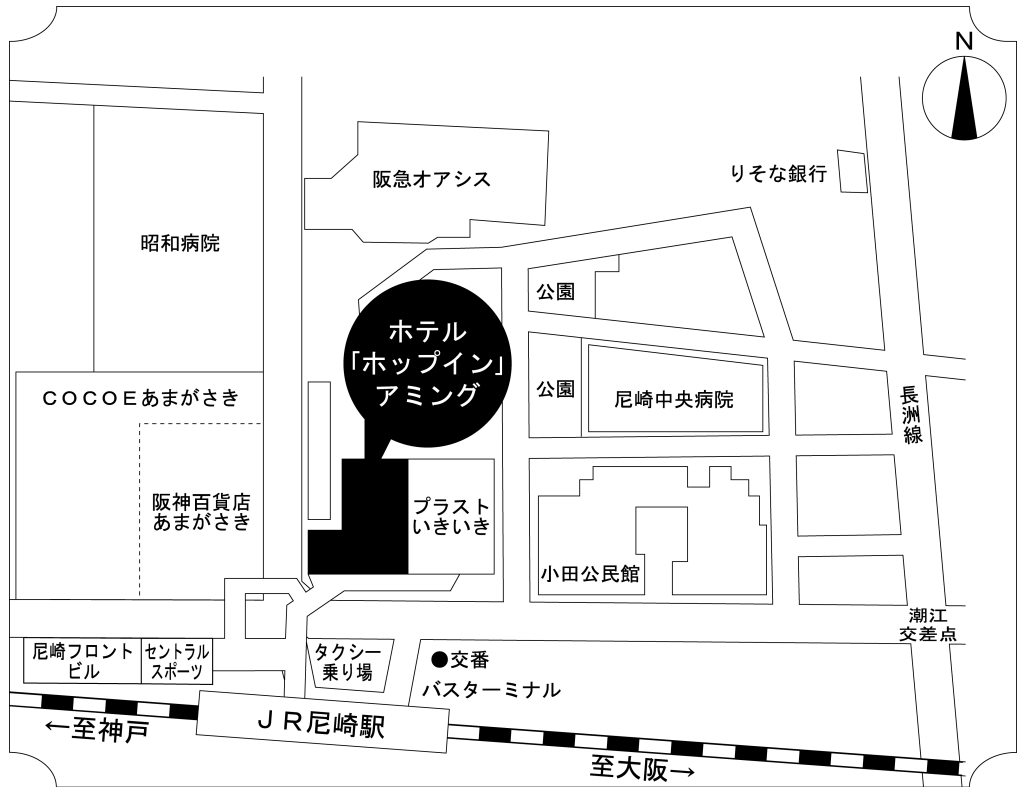 N
阪急オアシス
りそな銀行
昭和病院
公園
ホテル
「ホップイン」
アミング
公園
尼崎中央病院
COCOEあまがさき
長洲線
阪神百貨店
あまがさき
プラスト
いきいき
小田公民館
潮江
交差点
尼崎フロント
ビル
セントラル
スポーツ
タクシー
乗り場
●交番
バスターミナル
JR尼崎駅
←至神戸
至大阪→